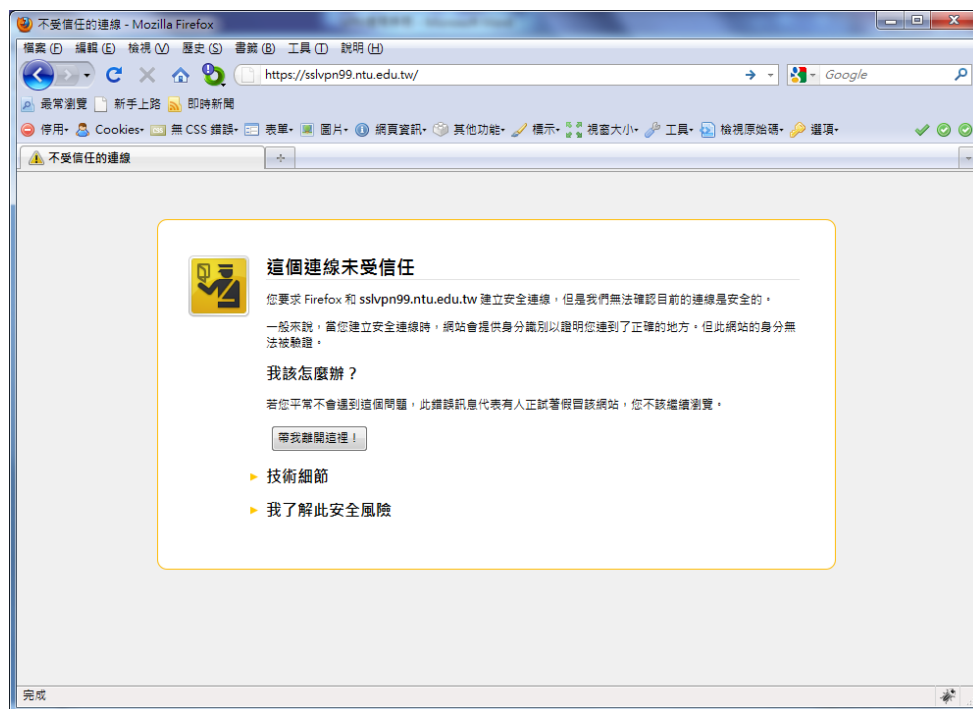 不受信任的連線 - Mozilla Firefox
檔案(F) 編輯(E) 檢視(V) 歷史(S) 書籤(B) 工具(T) 說明(H)
https://sslvpn99.ntu.edu.tw/ Google
最常瀏覽 新手上路 即時新聞
停用 Cookies 無 CSS 錯誤 表單 圖片 網頁資訊 其他功能 標示 視窗大小 工具 檢視原始碼 選項
不受信任的連線
這個連線未受信任
您要求 Firefox 和 sslvpn99.ntu.edu.tw 建立安全連線，但是我們無法確認目前的連線是安全的。
一般來說，當您建立安全連線時，網站會提供身分識別以證明您連到了正確的地方。但此網站的身分無
法被驗證。
我該怎麼辦？
若您平常不會遇到這個問題，此錯誤訊息代表有人正試著假冒該網站，您不該繼續瀏覽。
帶我離開這裡！
技術細節
我了解此安全風險
完成